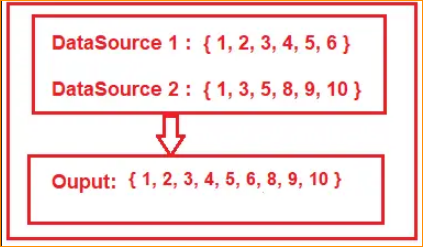 DataSource 1 : { 1, 2, 3, 4, 5, 6 }
DataSource 2 : { 1, 3, 5, 8, 9, 10 }
Ouput: { 1, 2, 3, 4, 5, 6, 8, 9, 10 }